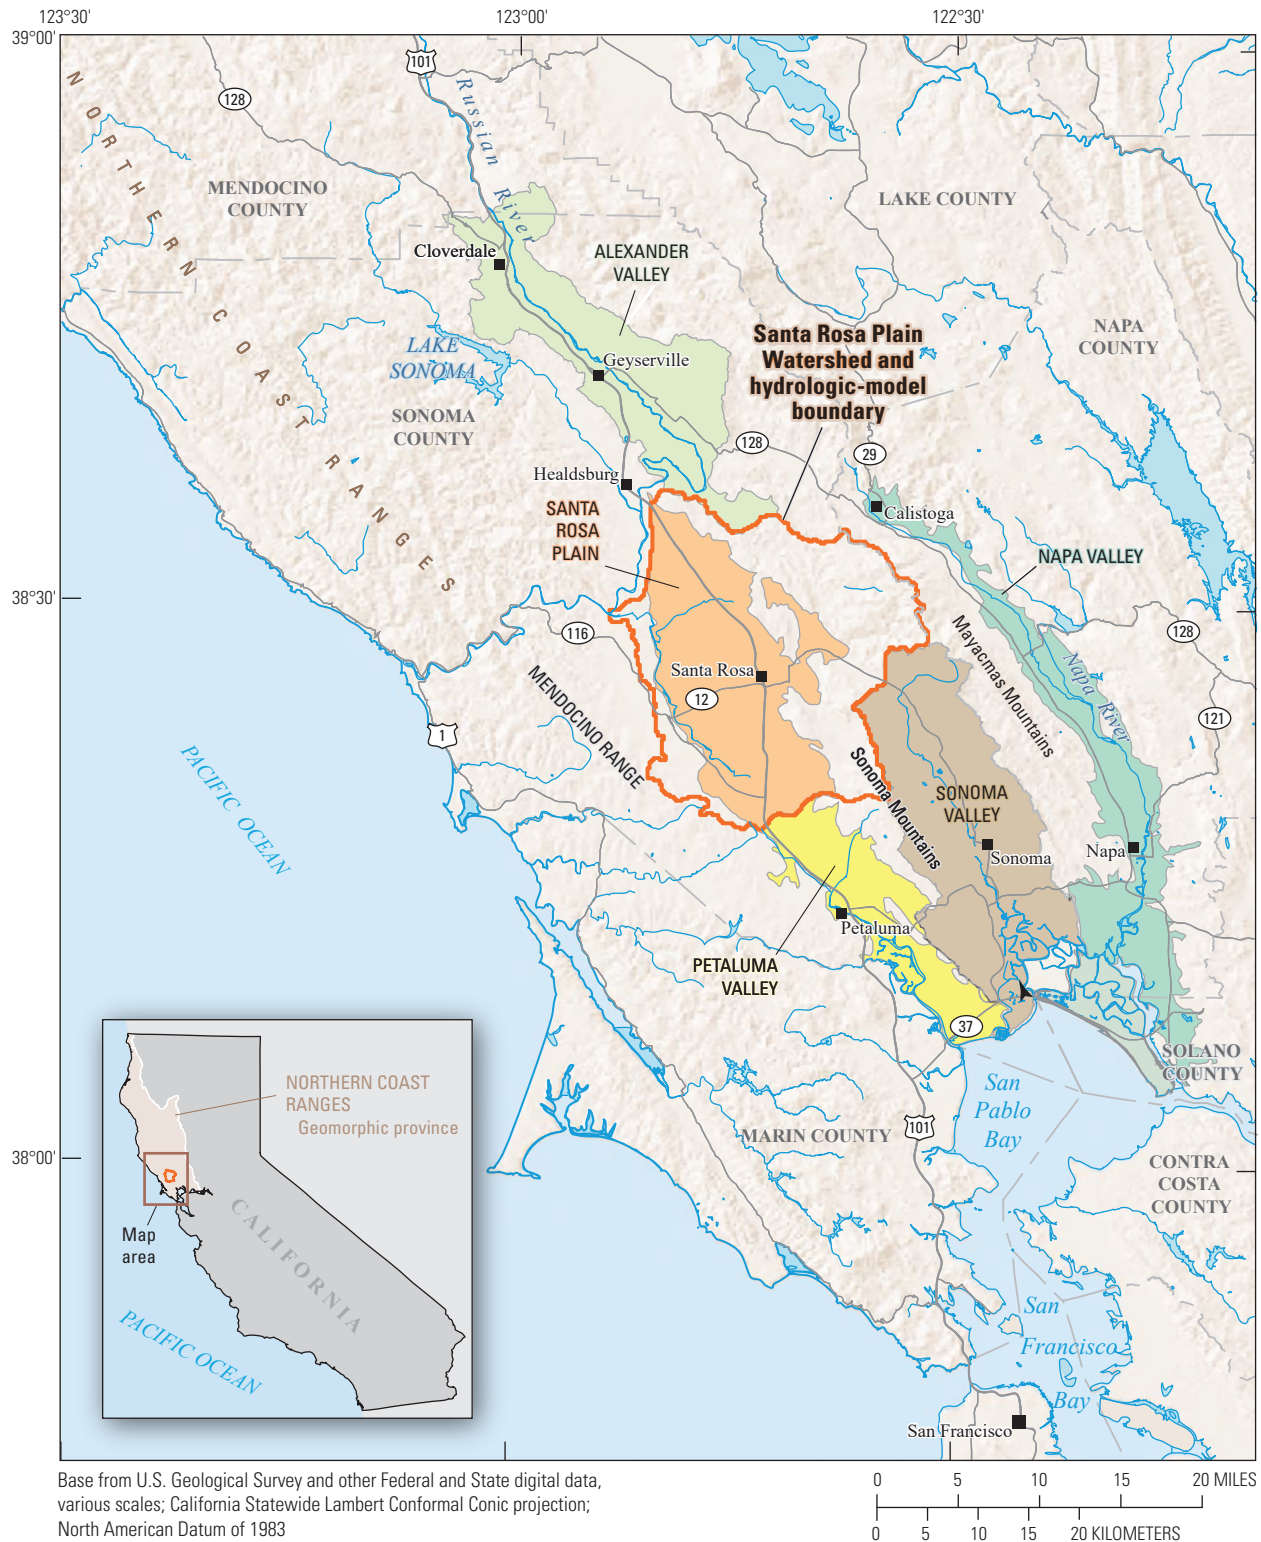 123°30'
123°00'
122°30'
39°00'
38°30'
38°00'
101
128
Russian River
NORTHERN COAST RANGES
MENDOCINO
COUNTY
LAKE COUNTY
Cloverdale
ALEXANDER
VALLEY
NAPA
COUNTY
Santa Rosa Plain
Watershed and
hydrologic-model
boundary
LAKE
SONOMA
Geyserville
SONOMA
COUNTY
128
29
Healdsburg
SANTA
ROSA
PLAIN
Calistoga
NAPA VALLEY
116
128
Mayacmas Mountains
Napa River
Santa Rosa
12
MENDOCINO RANGE
121
1
PACIFIC OCEAN
Sonoma Mountains
SONOMA
VALLEY
Sonoma
Napa
Petaluma
PETALUMA
VALLEY
37
SOLANO
COUNTY
San
Pablo
Bay
101
MARIN COUNTY
CONTRA
COSTA
COUNTY
San
Francisco
Bay
San Francisco
NORTHERN COAST
RANGES
Geomorphic province
CALIFORNIA
Map
area
PACIFIC OCEAN
Base from U.S. Geological Survey and other Federal and State digital data,
various scales; California Statewide Lambert Conformal Conic projection;
North American Datum of 1983
0 5 10 15 20 MILES
0 5 10 15 20 KILOMETERS